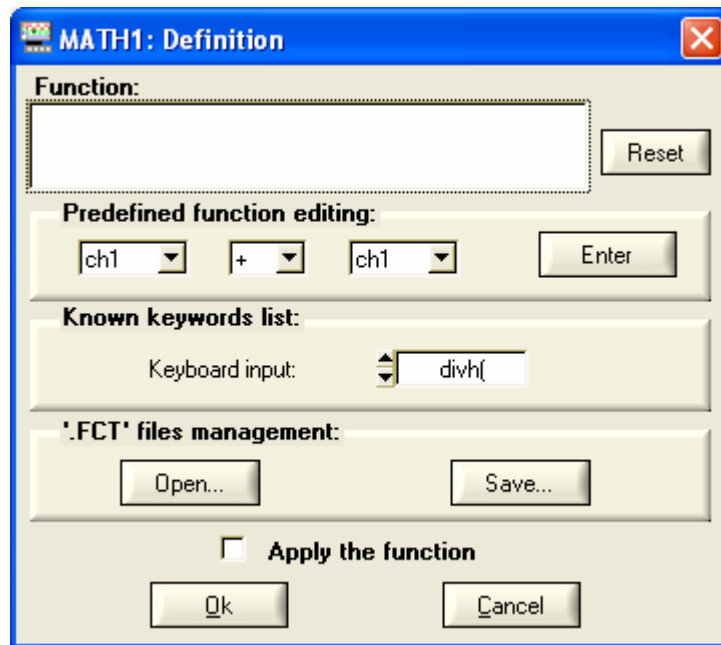 MATH1: Definition
Function:
Reset
Predefined function editing:
ch1 + ch1 Enter
Known keywords list:
Keyboard input: divh(
'.FCT' files management:
Open... Save...
Apply the function
Ok Cancel